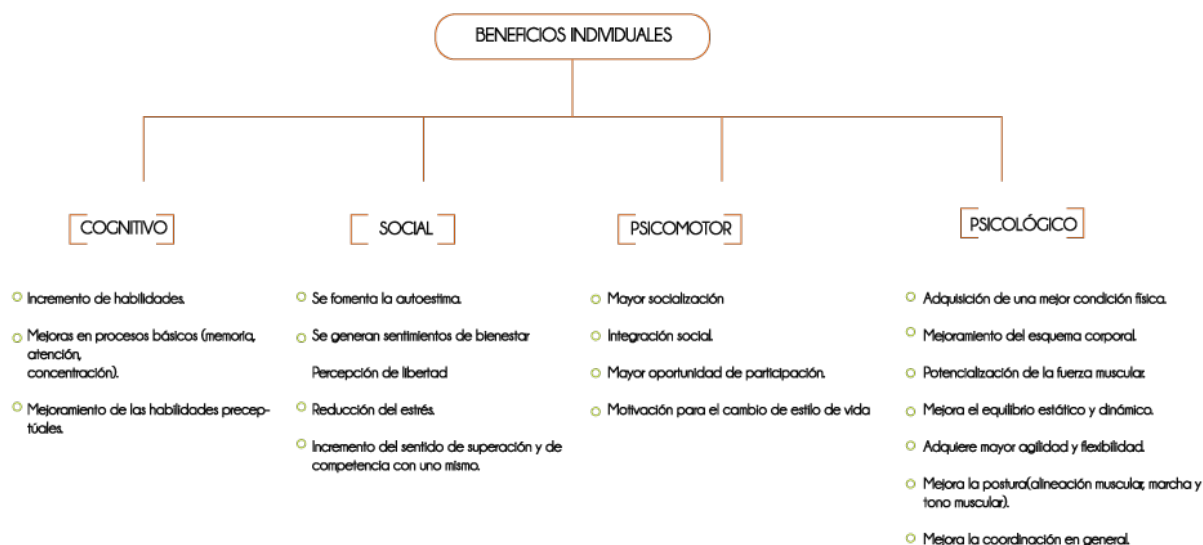 BENEFICIOS INDIVIDUALES
COGNITIVO
Incremento de habilidades.
Mejoras en procesos básicos (memoria,
atención,
concentración).
Mejoramiento de las habilidades precep-
túales.
SOCIAL
Se fomenta la autoestima.
Se generan sentimientos de bienestar
Percepción de libertad
Reducción del estrés.
Incremento del sentido de superación y de
competencia con uno mismo.
PSICOMOTOR
Mayor socialización
Integración social.
Mayor oportunidad de participación.
Motivación para el cambio de estilo de vida
PSICOLÓGICO
Adquisición de una mejor condición física.
Mejoramiento del esquema corporal.
Potencialización de la fuerza muscular.
Mejora el equilibrio estático y dinámico.
Adquiere mayor agilidad y flexibilidad.
Mejora la postura(alineación muscular, marcha y
tono muscular).
Mejora la coordinación en general.